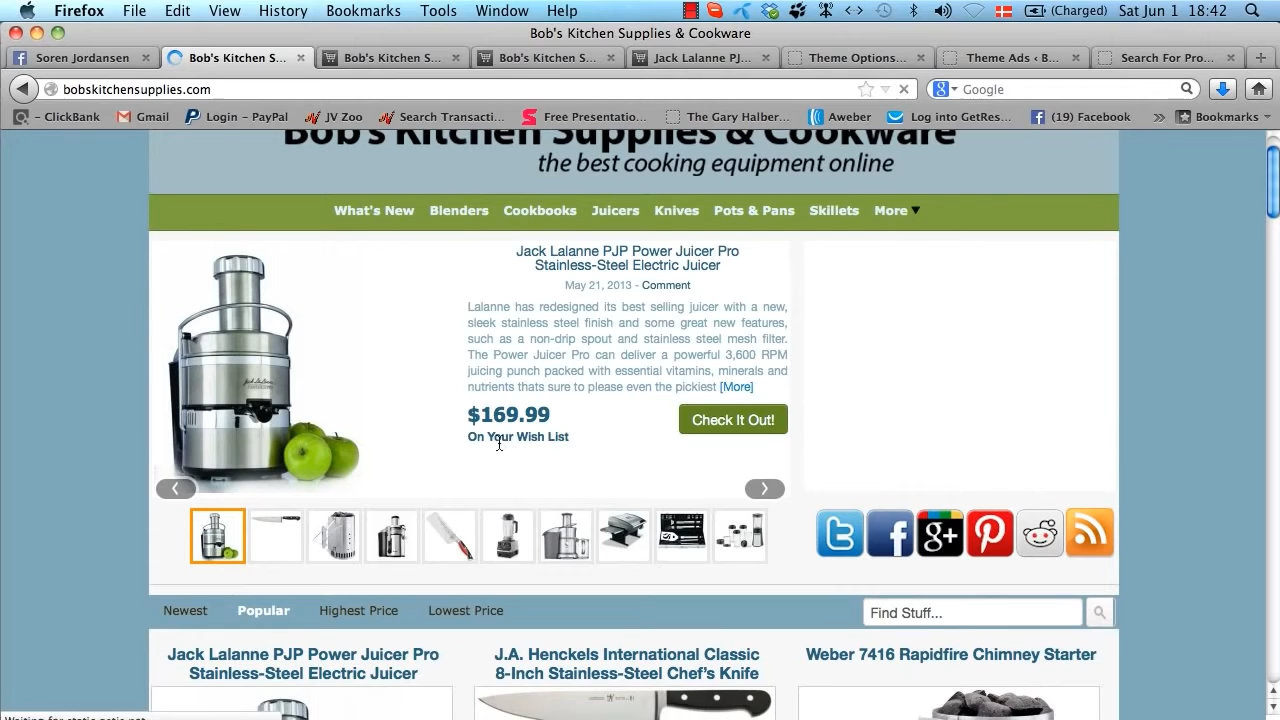 Firefox File Edit View History Bookmarks Tools Window Help (Charged) Sat Jun 1 18:42
Bob's Kitchen Supplies & Cookware
Soren Jordansen Bob's Kitchen S... Bob's Kitchen S... Bob's Kitchen S... Jack Lalanne PJ... Theme Options... Theme Ads ‹ B... Search For Pro...
bobskitchensupplies.com Google
- ClickBank Gmail Login - PayPal JV Zoo Search Transacti... Free Presentatio... The Gary Halber... Aweber Log into GetRes... (19) Facebook » Bookmarks
Bob's Kitchen Supplies & Cookware
the best cooking equipment online
What's New Blenders Cookbooks Juicers Knives Pots & Pans Skillets More
Jack Lalanne PJP Power Juicer Pro
Stainless-Steel Electric Juicer
May 21, 2013 - Comment
Lalanne has redesigned its best selling juicer with a new,
sleek stainless steel finish and some great new features,
such as a non-drip spout and stainless steel mesh filter.
The Power Juicer Pro can deliver a powerful 3,600 RPM
juicing punch packed with essential vitamins, minerals and
nutrients thats sure to please even the pickiest [More]
$169.99
Check It Out!
On Your Wish List
Newest Popular Highest Price Lowest Price Find Stuff...
Jack Lalanne PJP Power Juicer Pro
Stainless-Steel Electric Juicer
J.A. Henckels International Classic
8-Inch Stainless-Steel Chef's Knife
Weber 7416 Rapidfire Chimney Starter